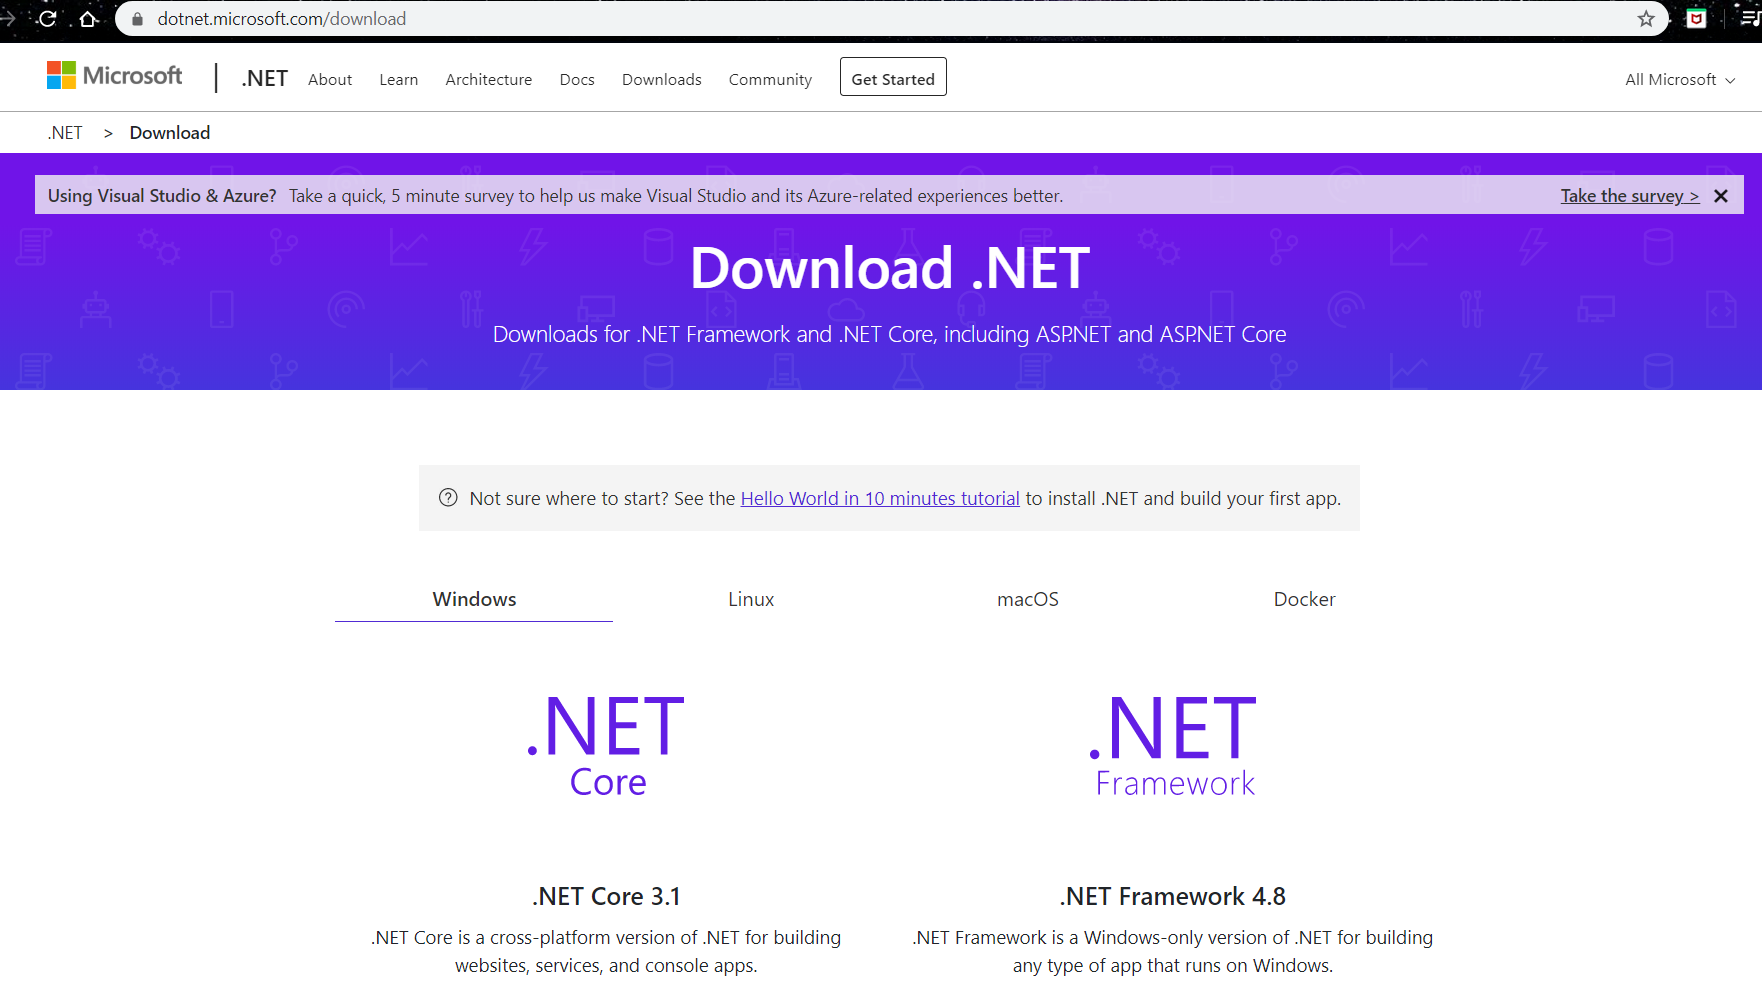 dotnet.microsoft.com/download
Microsoft | .NET About Learn Architecture Docs Downloads Community Get Started All Microsoft
.NET > Download
Using Visual Studio & Azure? Take a quick, 5 minute survey to help us make Visual Studio and its Azure-related experiences better. Take the survey >
Download .NET
Downloads for .NET Framework and .NET Core, including ASP.NET and ASP.NET Core
Not sure where to start? See the Hello World in 10 minutes tutorial to install .NET and build your first app.
Windows Linux macOS Docker
.NET
Core
.NET
Framework
.NET Core 3.1
.NET Core is a cross-platform version of .NET for building
websites, services, and console apps.
.NET Framework 4.8
.NET Framework is a Windows-only version of .NET for building
any type of app that runs on Windows.